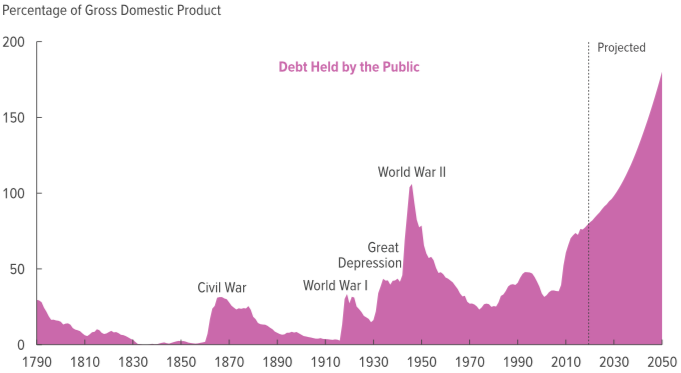 Percentage of Gross Domestic Product
200
Projected
Debt Held by the Public
150
World War II
100
Great
Depression
50
Civil War
World War I
0
1790 1810 1830 1850 1870 1890 1910 1930 1950 1970 1990 2010 2030 2050